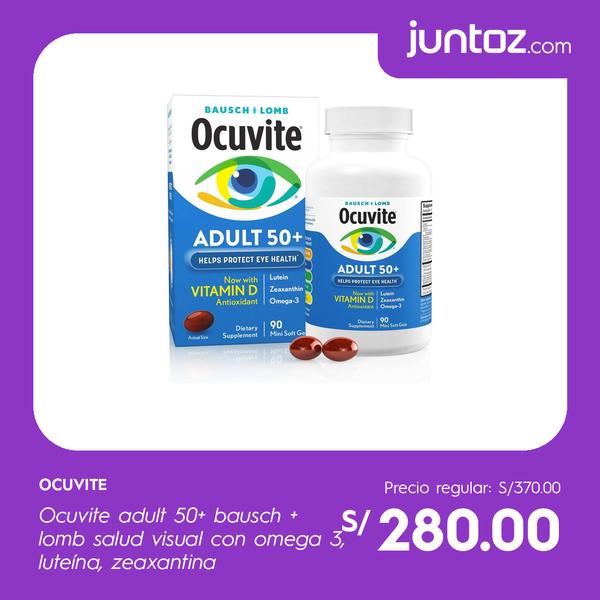 juntoz.com
BAUSCH + LOMB
Ocuvite®
ADULT 50+
HELPS PROTECT EYE HEALTH
Now with
VITAMIN D
Antioxidant
Lutein
Zeaxanthin
Omega-3
Actual Size
Dietary
Supplement
90
Mini Soft Ge
BAUSCH + LOMB
Ocuvite®
ADULT 50+
HELPS PROTECT EYE HEALTH
Now with
VITAMIN D
Antioxidant
Lutein
Zeaxanthin
Omega-3
Dietary
Supplement
90
Mini Soft Gels
OCUVITE
Ocuvite adult 50+ bausch +
lomb salud visual con omega 3,
luteína, zeaxantina
Precio regular: S/370.00
S/ 280.00